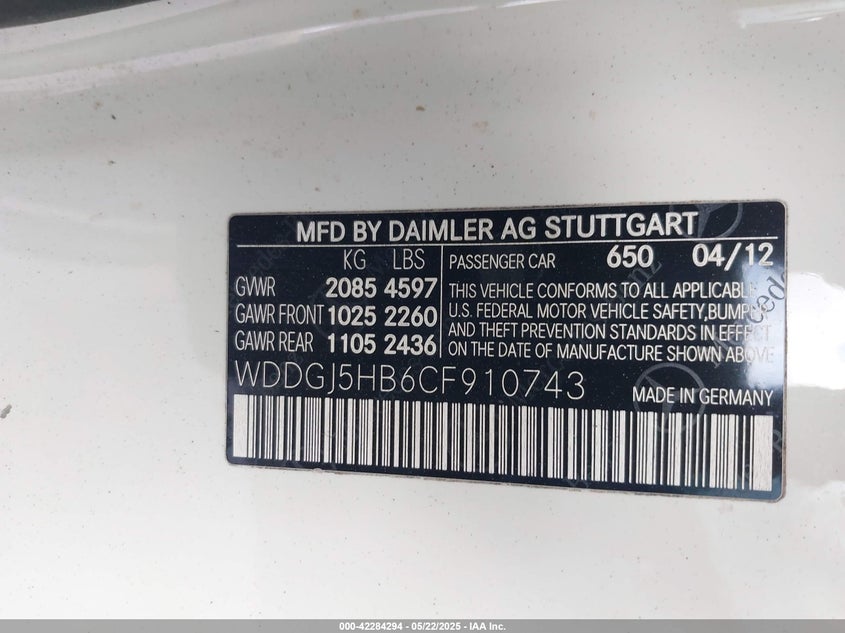 MFD BY DAIMLER AG STUTTGART
KG LBS
GVWR 2085 4597
GAWR FRONT 1025 2260
GAWR REAR 1105 2436
PASSENGER CAR 650 04/12
THIS VEHICLE CONFORMS TO ALL APPLICABLE
U.S. FEDERAL MOTOR VEHICLE SAFETY,BUMPER
AND THEFT PREVENTION STANDARDS IN EFFECT
ON THE DATE OF MANUFACTURE SHOWN ABOVE
WDDGJ5HB6CF910743
MADE IN GERMANY
000-42284294 - 05/22/2025 - IAA Inc.